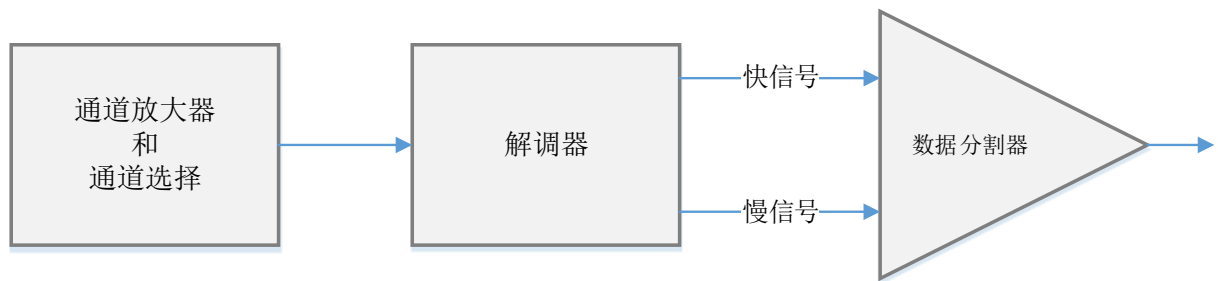 通道放大器
和
通道选择
解调器
快信号
慢信号
数据分割器